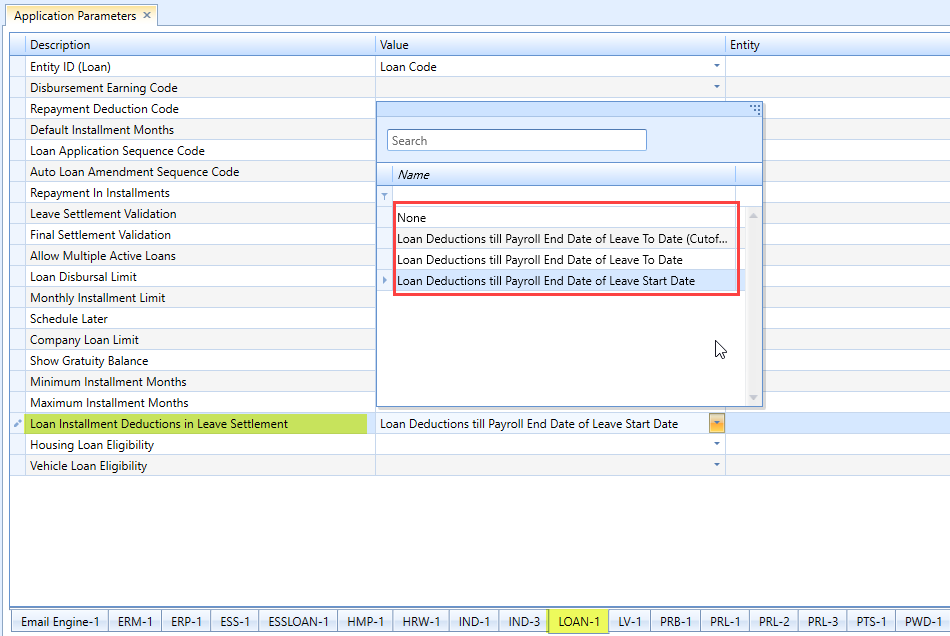 Application Parameters
Description Value Entity
Entity ID (Loan) Loan Code
Disbursement Earning Code
Repayment Deduction Code
Default Installment Months
Loan Application Sequence Code
Auto Loan Amendment Sequence Code
Repayment In Installments
Leave Settlement Validation
Final Settlement Validation
Allow Multiple Active Loans
Loan Disbursal Limit
Monthly Installment Limit
Schedule Later
Company Loan Limit
Show Gratuity Balance
Minimum Installment Months
Maximum Installment Months
Search
Name
None
Loan Deductions till Payroll End Date of Leave To Date (Cutof...
Loan Deductions till Payroll End Date of Leave To Date
Loan Deductions till Payroll End Date of Leave Start Date
Loan Installment Deductions in Leave Settlement Loan Deductions till Payroll End Date of Leave Start Date
Housing Loan Eligibility
Vehicle Loan Eligibility
Email Engine-1 ERM-1 ERP-1 ESS-1 ESSLOAN-1 HMP-1 HRW-1 IND-1 IND-3 LOAN-1 LV-1 PRB-1 PRL-1 PRL-2 PRL-3 PTS-1 PWD-1